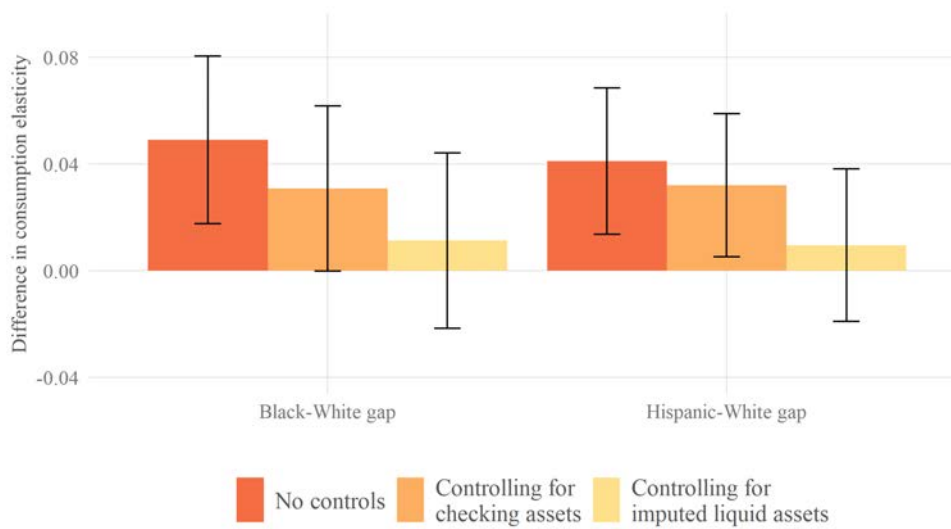 Difference in consumption elasticity
0.08
0.04
0.00
-0.04
Black-White gap
Hispanic-White gap
No controls
Controlling for
checking assets
Controlling for
imputed liquid assets